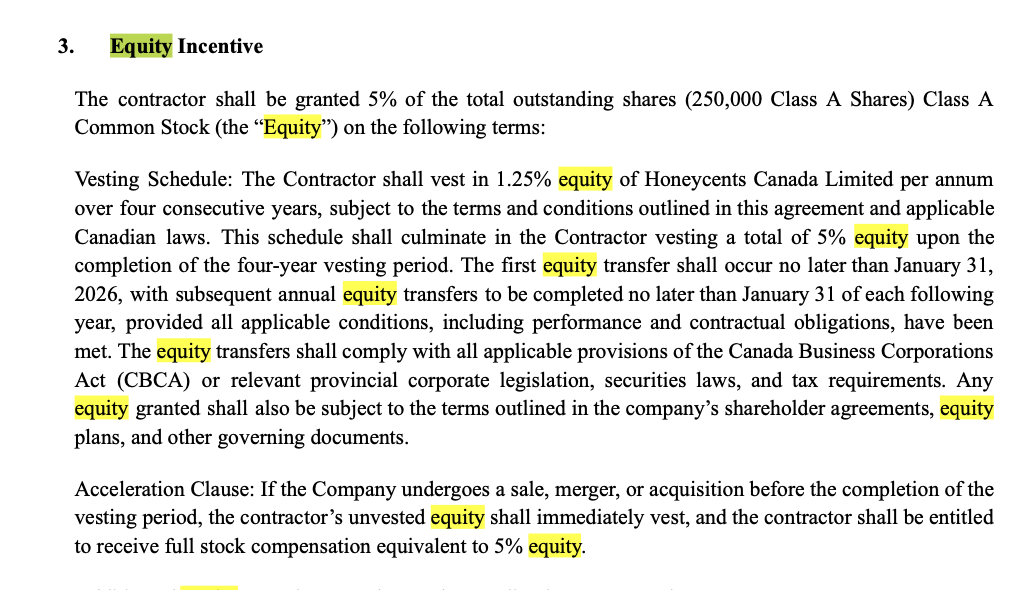 3. Equity Incentive
The contractor shall be granted 5% of the total outstanding shares (250,000 Class A Shares) Class A
Common Stock (the “Equity”) on the following terms:
Vesting Schedule: The Contractor shall vest in 1.25% equity of Honeycents Canada Limited per annum
over four consecutive years, subject to the terms and conditions outlined in this agreement and applicable
Canadian laws. This schedule shall culminate in the Contractor vesting a total of 5% equity upon the
completion of the four-year vesting period. The first equity transfer shall occur no later than January 31,
2026, with subsequent annual equity transfers to be completed no later than January 31 of each following
year, provided all applicable conditions, including performance and contractual obligations, have been
met. The equity transfers shall comply with all applicable provisions of the Canada Business Corporations
Act (CBCA) or relevant provincial corporate legislation, securities laws, and tax requirements. Any
equity granted shall also be subject to the terms outlined in the company’s shareholder agreements, equity
plans, and other governing documents.
Acceleration Clause: If the Company undergoes a sale, merger, or acquisition before the completion of the
vesting period, the contractor’s unvested equity shall immediately vest, and the contractor shall be entitled
to receive full stock compensation equivalent to 5% equity.